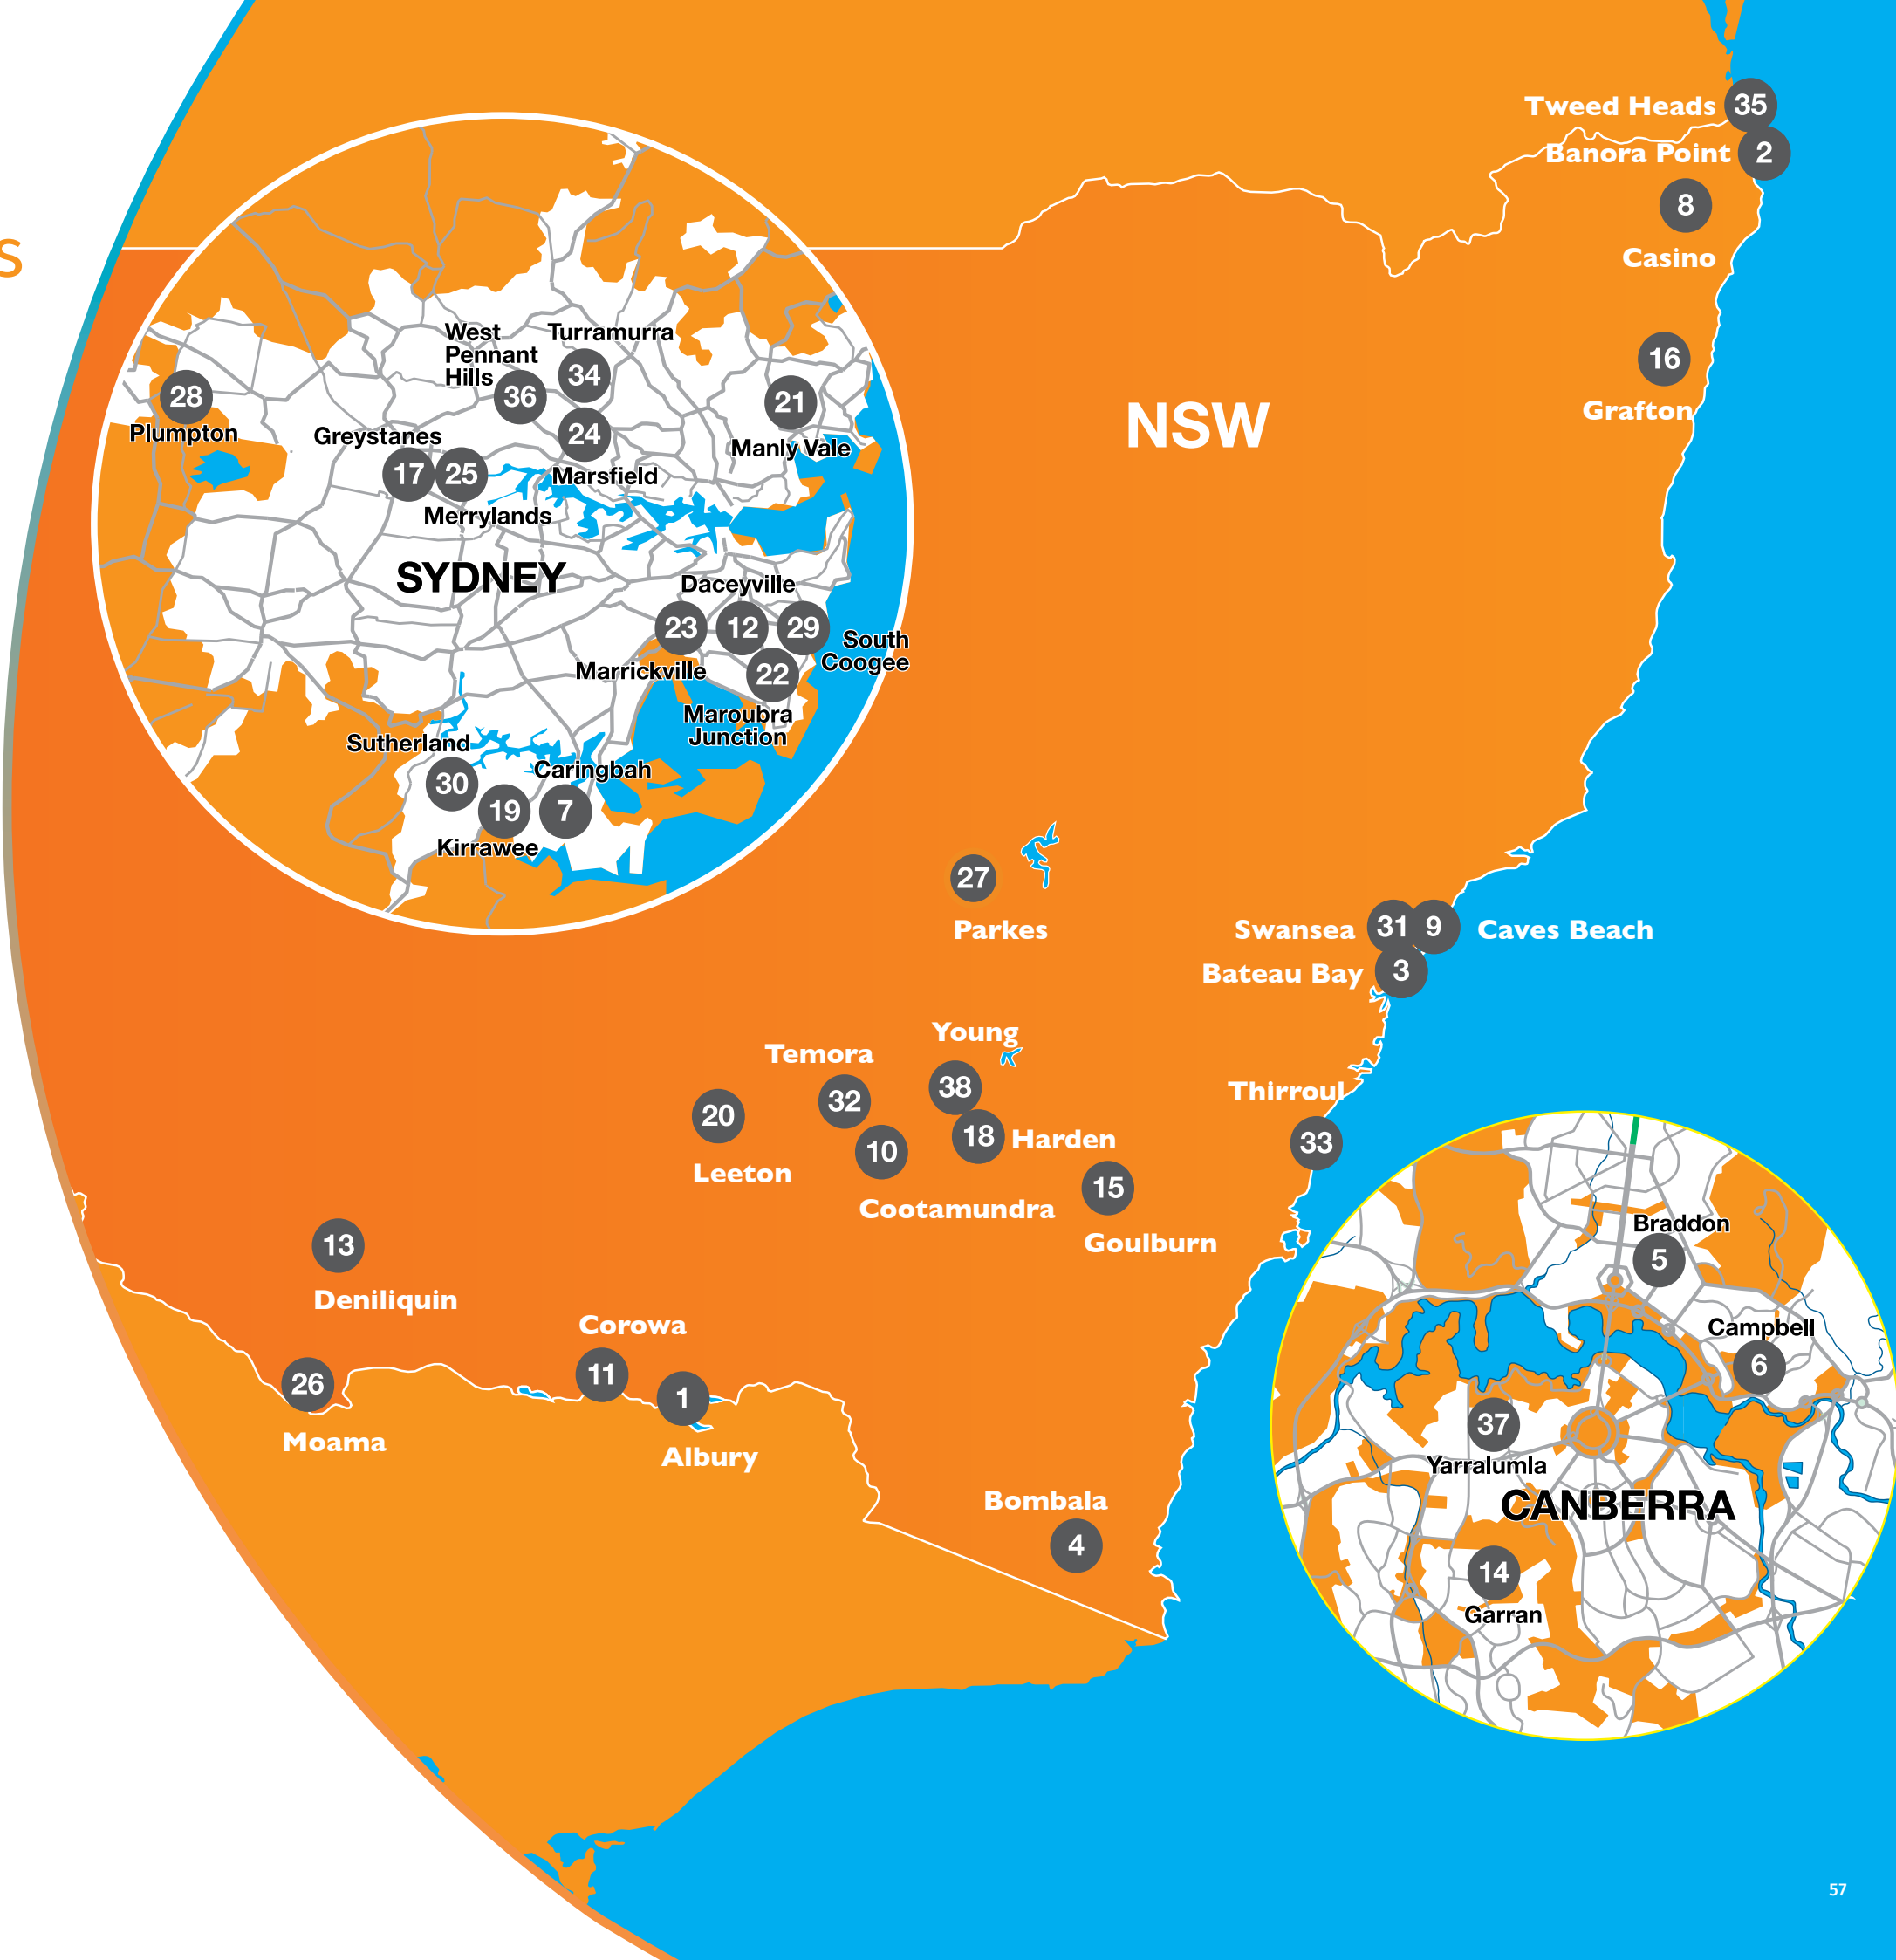 s
Tweed Heads 35
Banora Point 2
8
Casino
16
Grafton
NSW
West
Pennant
Hills
36
Turramurra
34
28
Plumpton
21
Manly Vale
24
Marsfield
Greystanes
17
25
Merrylands
SYDNEY
Daceyville
23
12
29
South
Coogee
Marrickville
22
Maroubra
Junction
Sutherland
30
Caringbah
19
7
Kirrawee
27
Parkes
Swansea 31
9 Caves Beach
Bateau Bay 3
Young
38
Temora
32
20
Leeton
18 Harden
10
Cootamundra
15
Goulburn
Thirroul
33
13
Deniliquin
Corowa
11
26
Moama
1
Albury
Bombala
4
Braddon
5
Campbell
6
37
Yarralumla
CANBERRA
14
Garran
57